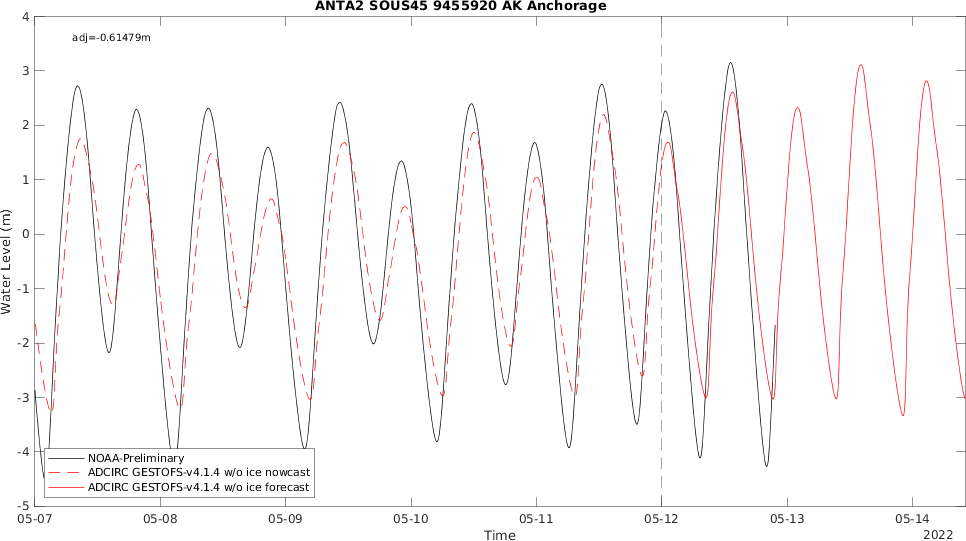 ANTA2 SOUS45 9455920 AK Anchorage
adj=-0.61479m
4
3
2
1
0
-1
-2
-3
-4
-5
Water Level (m)
NOAA-Preliminary
ADCIRC GESTOFS-v4.1.4 w/o ice nowcast
ADCIRC GESTOFS-v4.1.4 w/o ice forecast
05-07 05-08 05-09 05-10 05-11 05-12 05-13 05-14
Time
2022